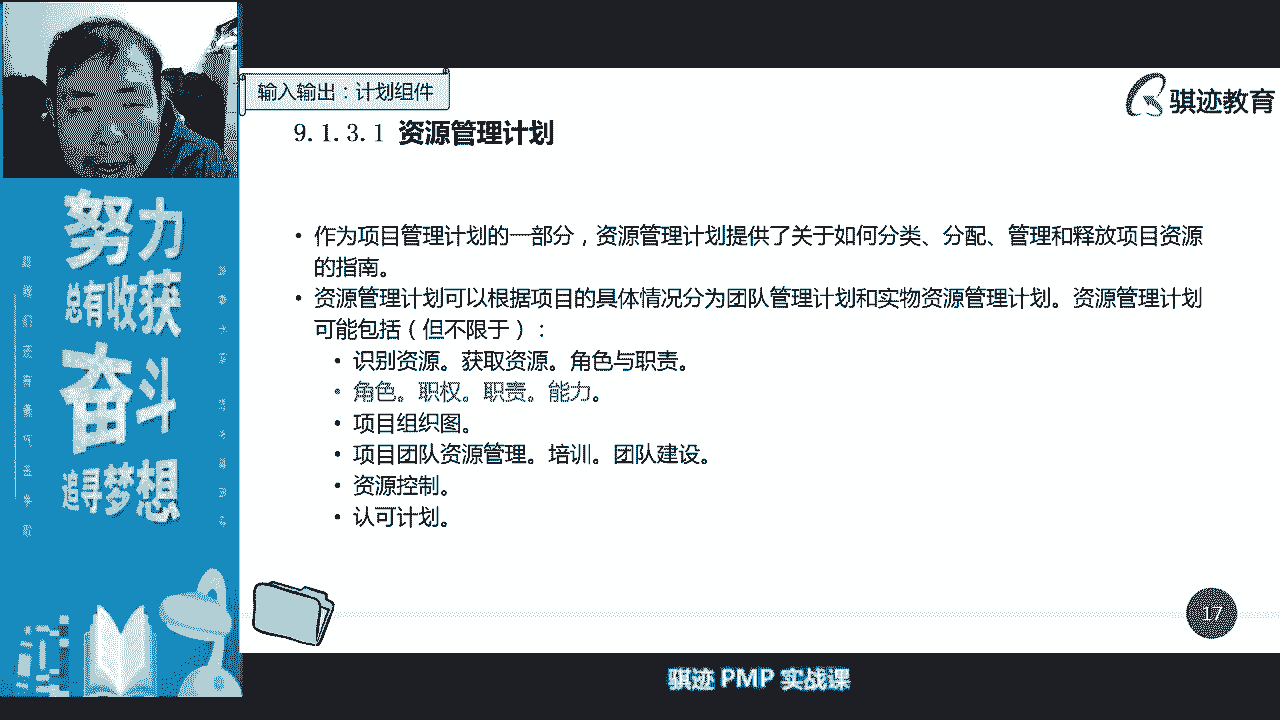 输入输出：计划组件
骐迹教育
9.1.3.1 资源管理计划
• 作为项目管理计划的一部分，资源管理计划提供了关于如何分类、分配、管理和释放项目资源
的指南。
• 资源管理计划可以根据项目的具体情况分为团队管理计划和实物资源管理计划。资源管理计划
可能包括（但不限于）：
• 识别资源。获取资源。角色与职责。
• 角色。职权。职责。能力。
• 项目组织图。
• 项目团队资源管理。培训。团队建设。
• 资源控制。
• 认可计划。
17
努力
总有收获
奋斗
追寻梦想
骐迹 PMP 实战课